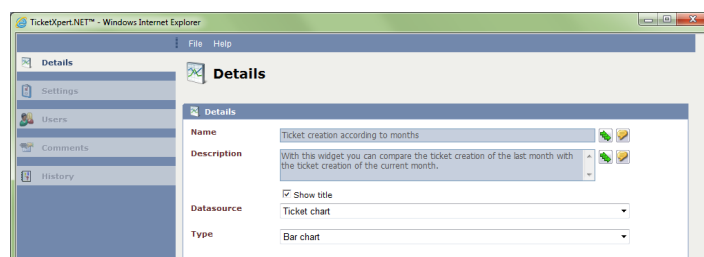 TicketXpert.NET™ - Windows Internet Explorer
File Help
Details
Settings
Users
Comments
History
Details
Details
Name
Ticket creation according to months
Description
With this widget you can compare the ticket creation of the last month with
the ticket creation of the current month.
Show title
Datasource
Ticket chart
Type
Bar chart